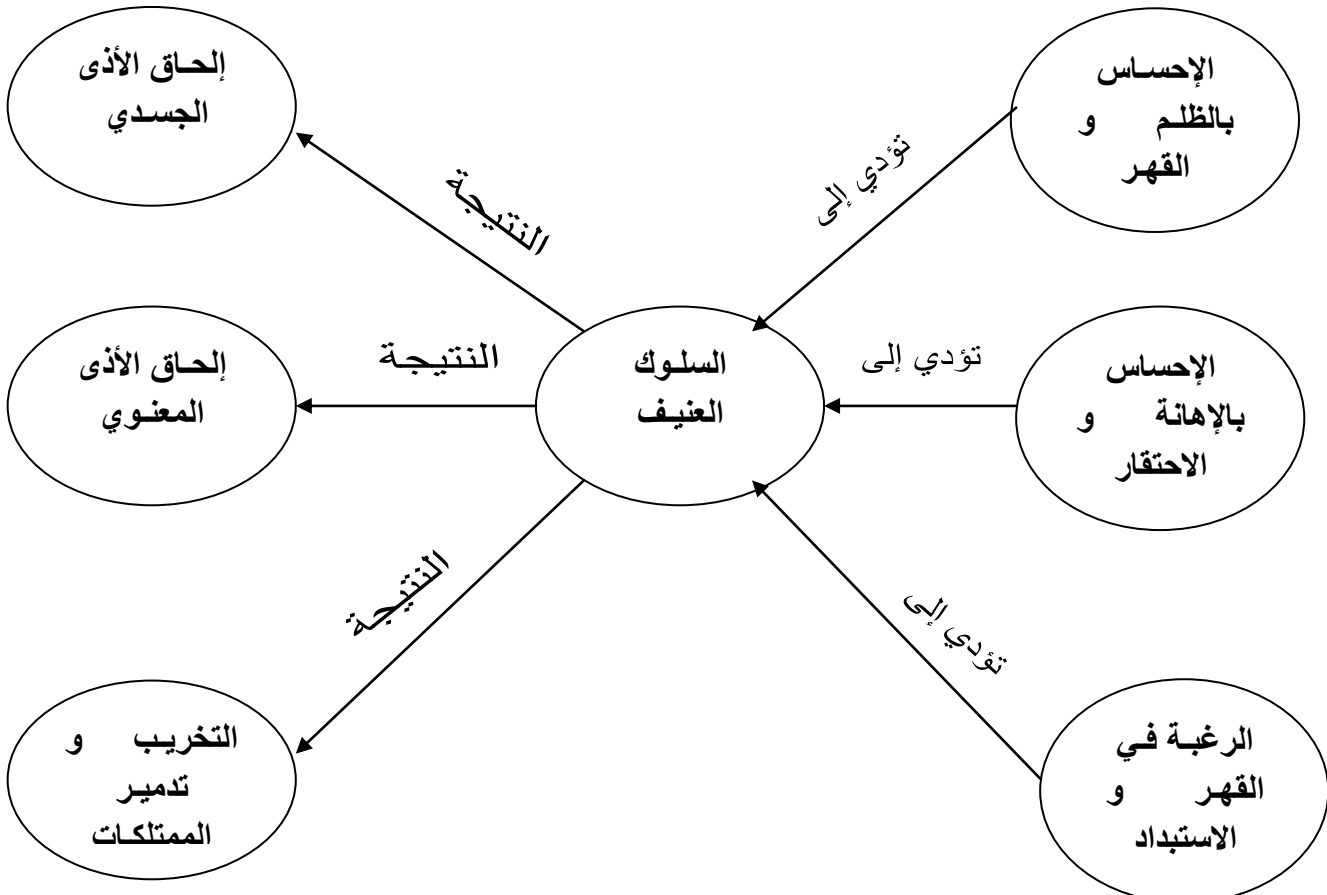 الإحساس
بالظلم و
القهر
تؤدي إلى
إلحاق الأذى
الجسدي
النتيجة
الإحساس
بالإهانة و
الاحتقار
تؤدي إلى
السلوك
العنيف
النتيجة
إلحاق الأذى
المعنوي
الرغبة في
القهر و
الاستبداد
تؤدي إلى
النتيجة
التخريب و
تدمير
الممتلكات